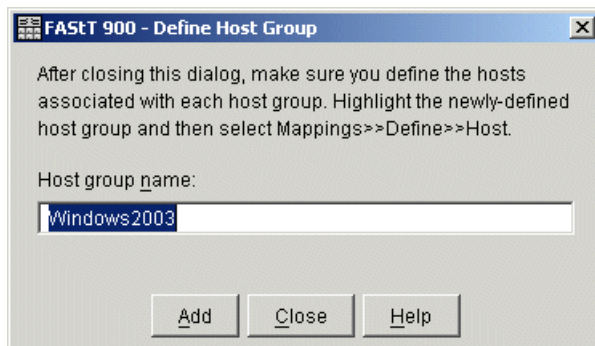 FAStT 900 - Define Host Group
After closing this dialog, make sure you define the hosts
associated with each host group. Highlight the newly-defined
host group and then select Mappings>>Define>>Host.
Host group name:
Windows2003
Add Close Help